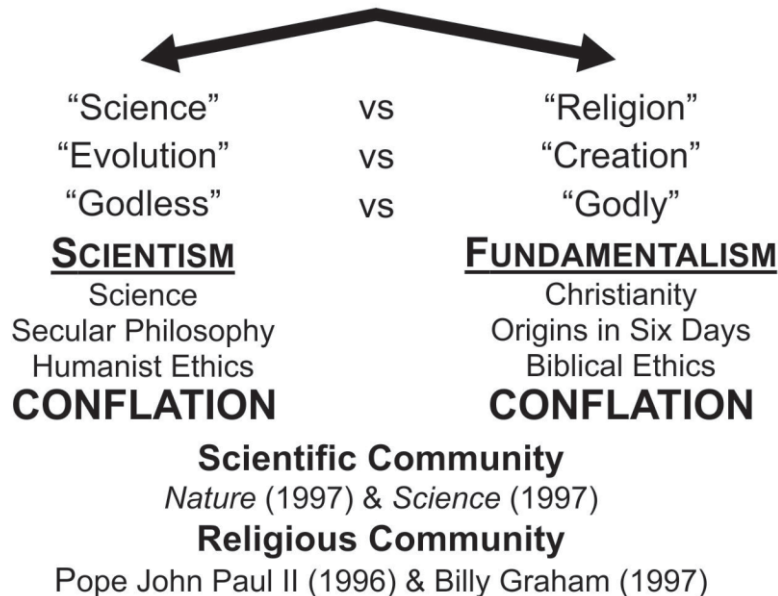 “Science” vs “Religion”
“Evolution” vs “Creation”
“Godless” vs “Godly”
SCIENTISM FUNDAMENTALISM
Science Christianity
Secular Philosophy Origins in Six Days
Humanist Ethics Biblical Ethics
CONFLATION CONFLATION
Scientific Community
Nature (1997) & Science (1997)
Religious Community
Pope John Paul II (1996) & Billy Graham (1997)